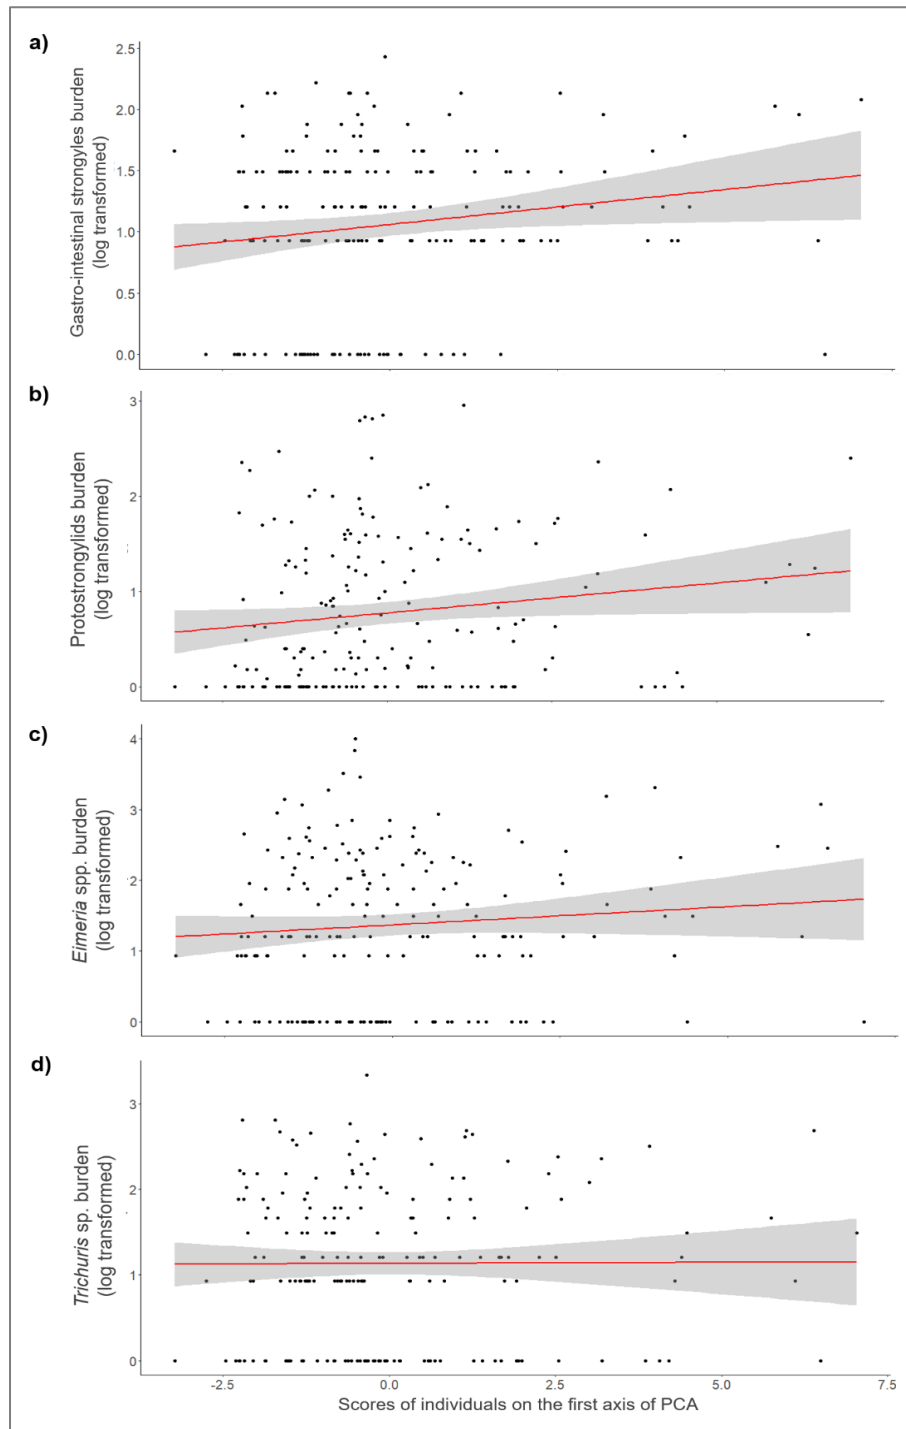 a)
Gastro-intestinal strongyles burden
(log transformed)
2.5
2.0
1.5
1.0
0.5
0.0
b)
Protostrongylids burden
(log transformed)
3
2
1
0
c)
Eimeria spp. burden
(log transformed)
4
3
2
1
0
d)
Trichuris sp. burden
(log transformed)
3
2
1
0
-2.5 0.0 2.5 5.0 7.5
Scores of individuals on the first axis of PCA